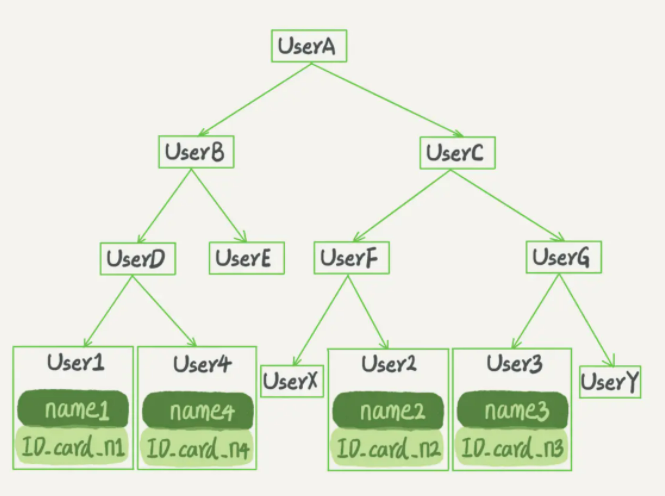 UserA
UserB
UserC
UserD
UserE
UserF
UserG
User1
name1
ID_card_n1
User4
name4
ID_card_n4
UserX
User2
name2
ID_card_n2
User3
name3
ID_card_n3
UserY